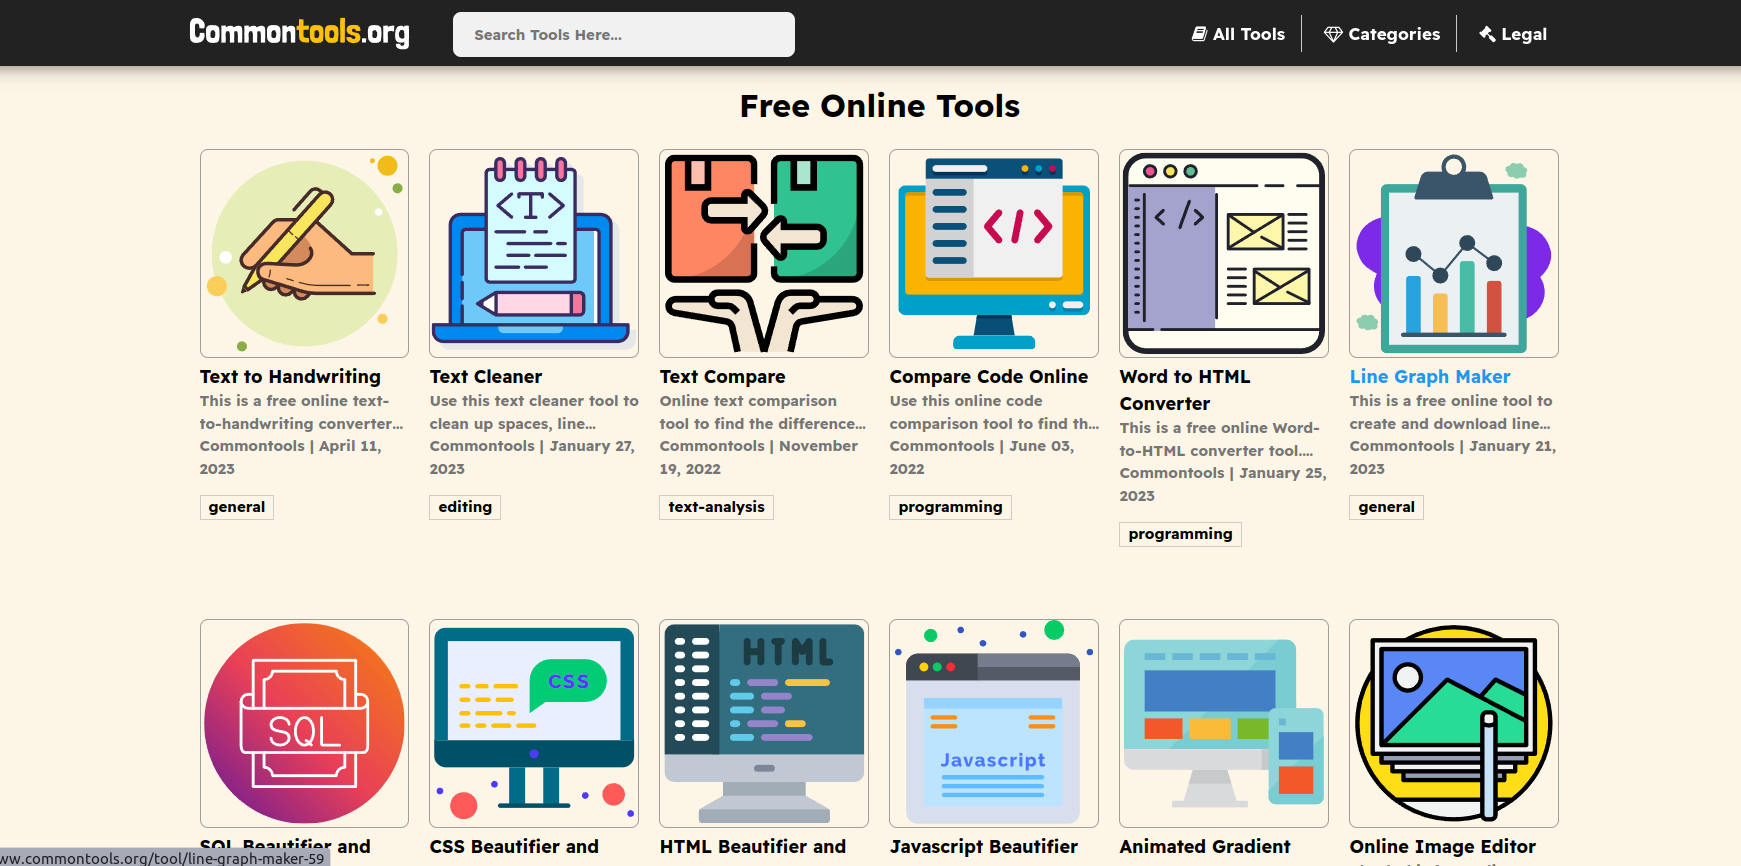 Commontools.org
Search Tools Here...
All Tools
Categories
Legal
Free Online Tools
<T>
</>
</>
Text to Handwriting
This is a free online text-
to-handwriting converter...
Commontools | April 11,
2023
general
Text Cleaner
Use this text cleaner tool to
clean up spaces, line...
Commontools | January 27,
2023
editing
Text Compare
Online text comparison
tool to find the difference...
Commontools | November
19, 2022
text-analysis
Compare Code Online
Use this online code
comparison tool to find th...
Commontools | June 03,
2022
programming
Word to HTML
Converter
This is a free online Word-
to-HTML converter tool....
Commontools | January 25,
2023
programming
Line Graph Maker
This is a free online tool to
create and download line...
Commontools | January 21,
2023
general
SQL
CSS
HTML
Javascript
SQL Beautifier and
CSS Beautifier and
HTML Beautifier and
Javascript Beautifier
Animated Gradient
Online Image Editor
ww.commontools.org/tool/line-graph-maker-59